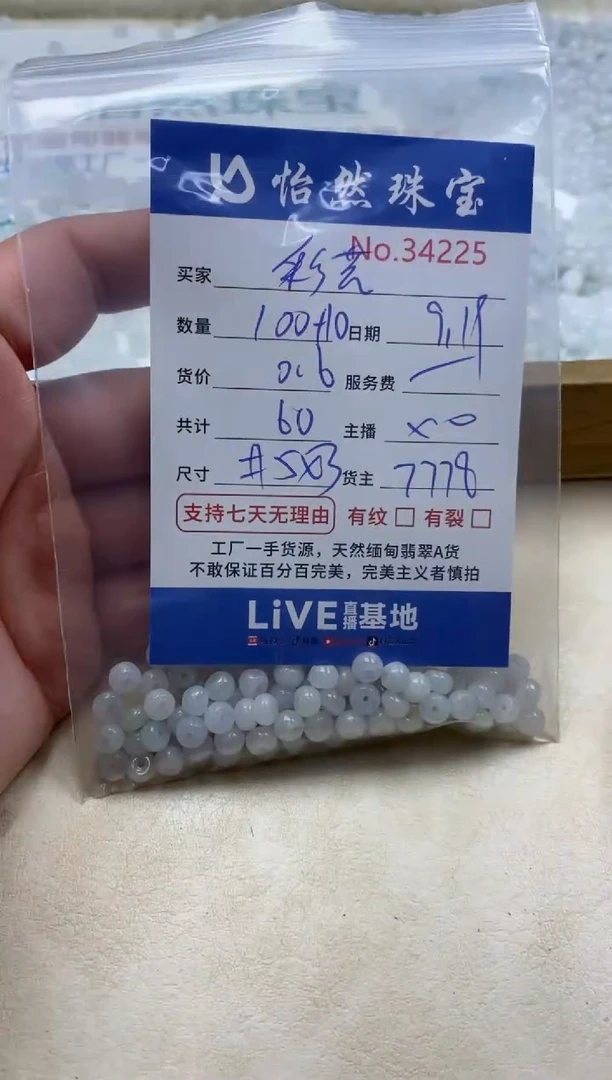 怡然珠宝
No.34225
买家 彩芸
数量 100+10 日期 9.19
货价 0.6 服务费
共计 60 主播
尺寸 #5X3 货主 7778
支持七天无理由 有纹 有裂
工厂一手货源，天然缅甸翡翠A货
不敢保证百分百完美，完美主义者慎拍
LiVE 直播 基地